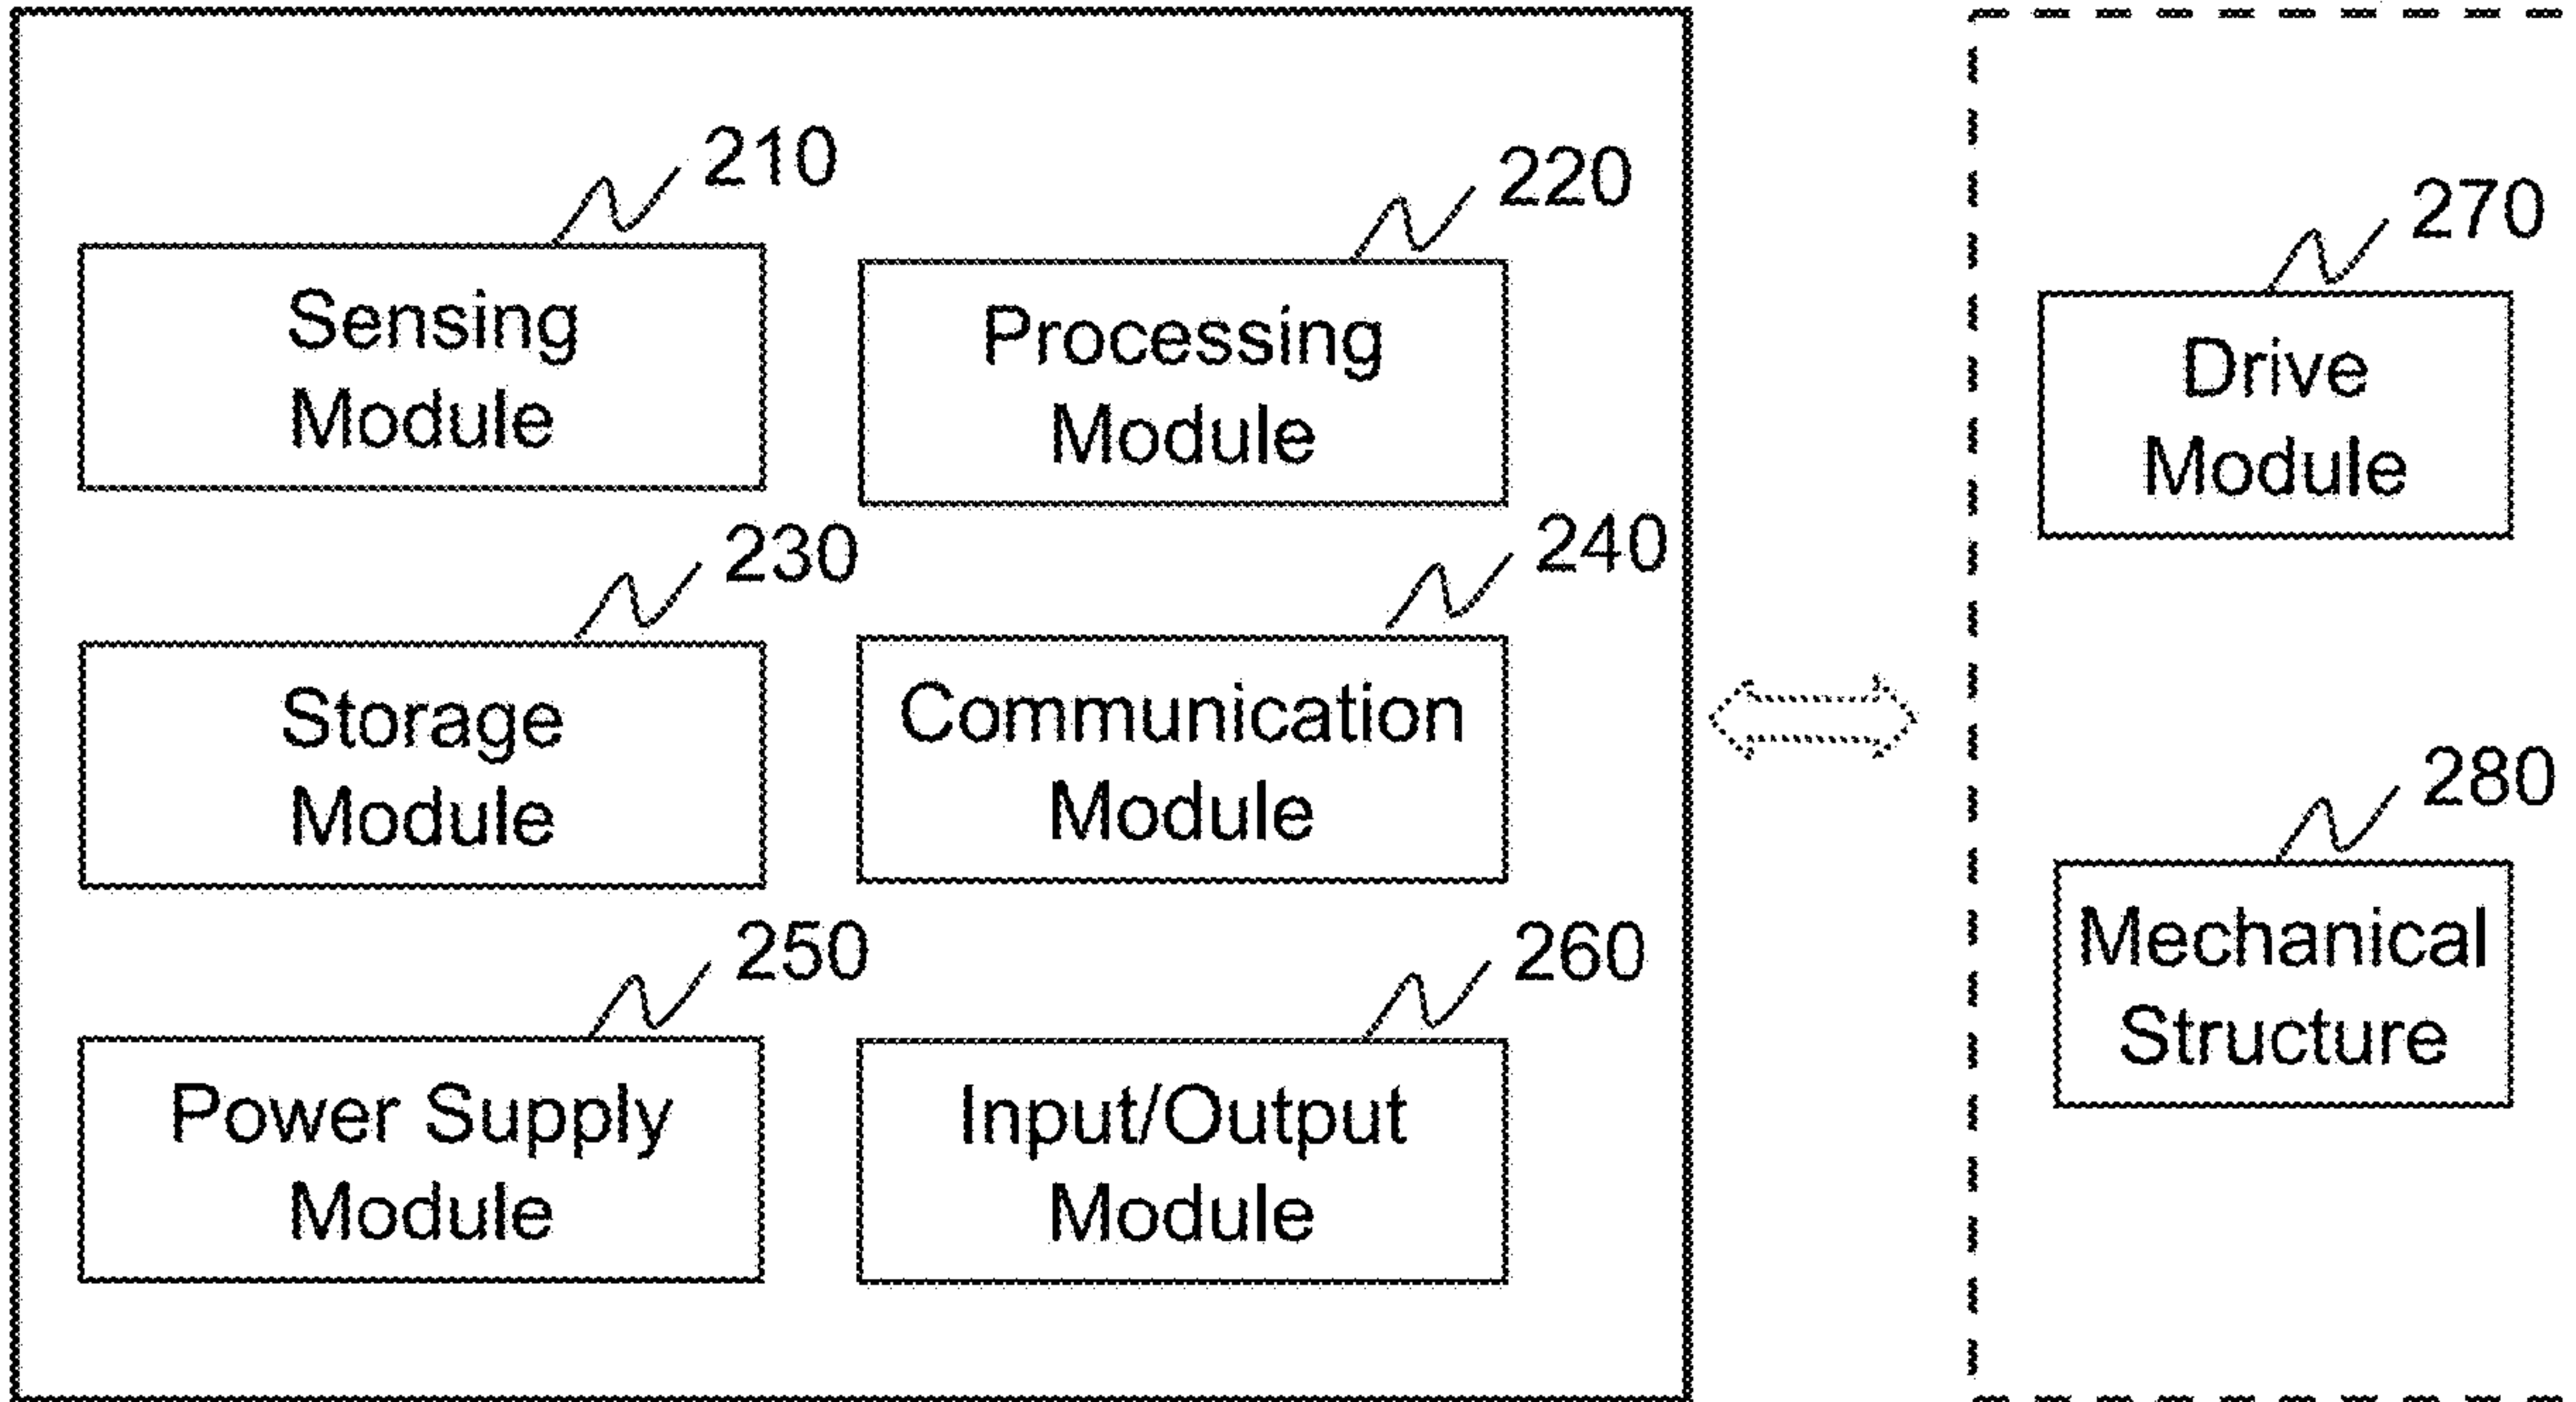 210
Sensing
Module
220
Processing
Module
230
Storage
Module
240
Communication
Module
250
Power Supply
Module
260
Input/Output
Module
270
Drive
Module
280
Mechanical
Structure